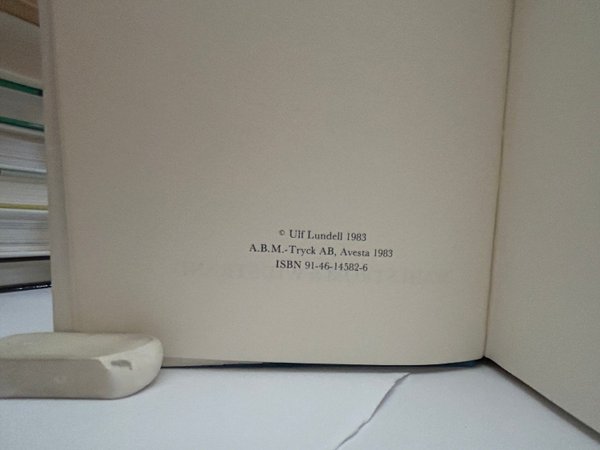 © Ulf Lundell 1983
A.B.M.-Tryck AB, Avesta 1983
ISBN 91-46-14582-6